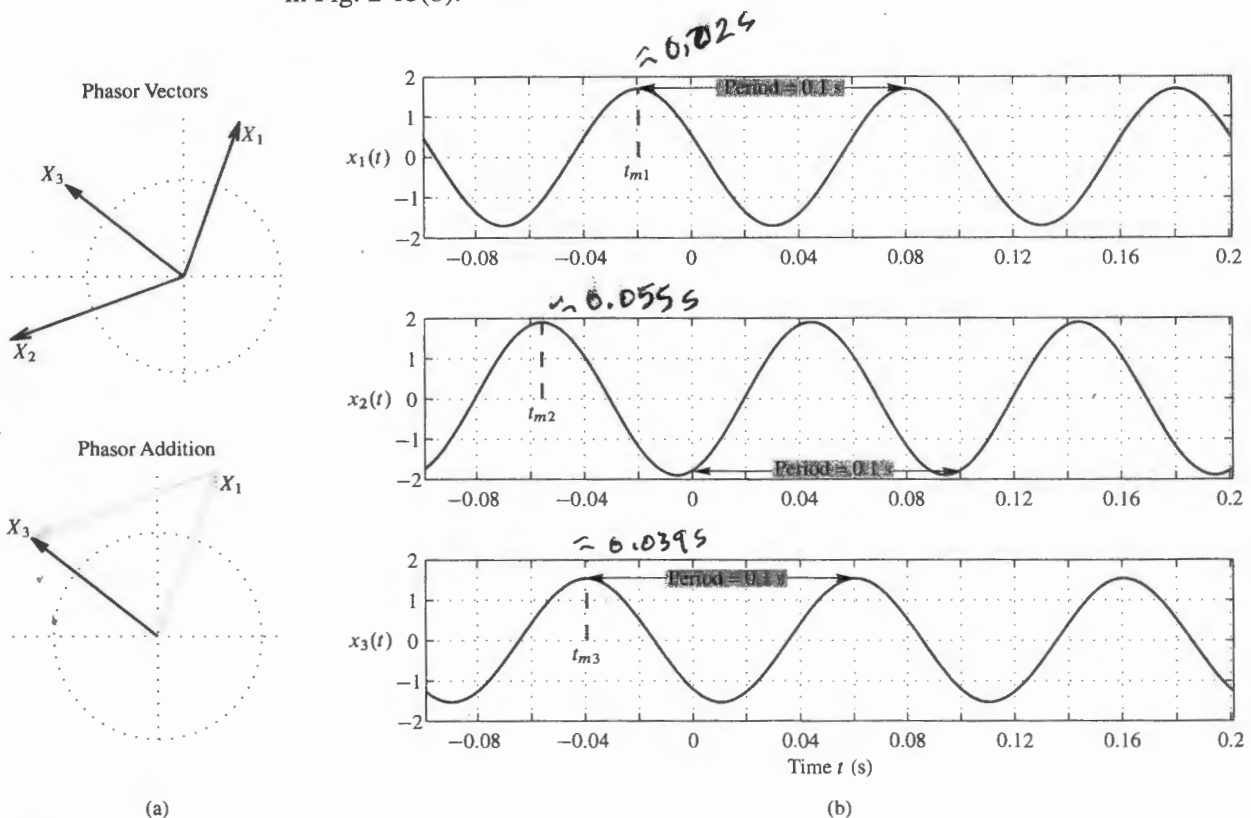 in Fig. 2-15(b).
≈ 0.02s
Phasor Vectors
X1
X3
X2
Phasor Addition
X1
X3
(a)
2
Period = 0.1 s
1
x1(t) 0
tm1
−1
−2
−0.08 −0.04 0 0.04 0.08 0.12 0.16 0.2
≈ 0.055s
2
1
x2(t) 0
tm2
−1
Period = 0.1 s
−2
−0.08 −0.04 0 0.04 0.08 0.12 0.16 0.2
≈ 0.039s
2
Period = 0.1 s
1
x3(t) 0
tm3
−1
−2
−0.08 −0.04 0 0.04 0.08 0.12 0.16 0.2
Time t (s)
(b)